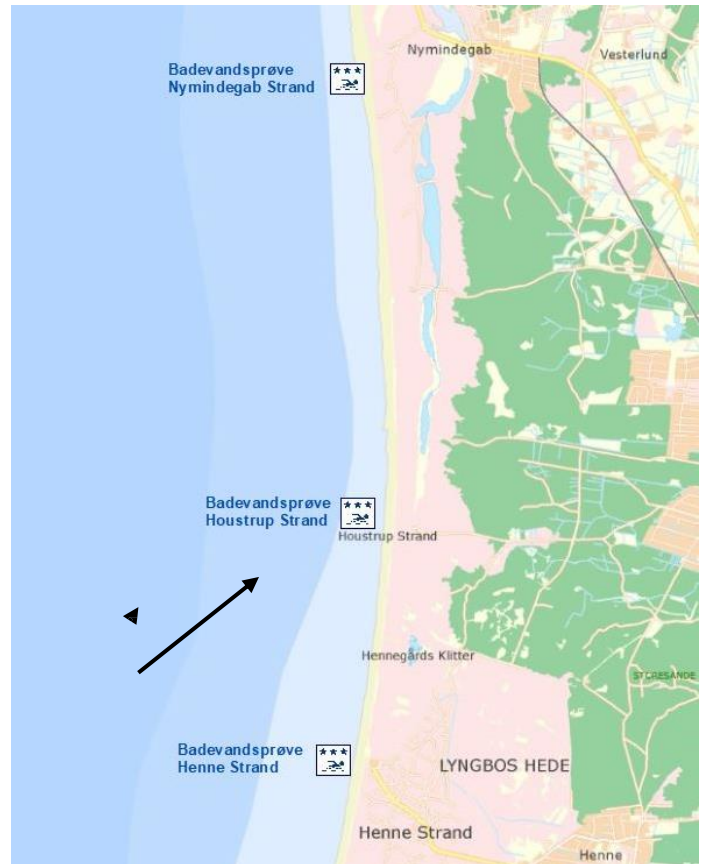 Nymindegab
Vesterlund
Badevandsprøve
Nymindegab Strand
Badevandsprøve
Houstrup Strand
Houstrup Strand
Hennegårds Klitter
STORESANDE
Badevandsprøve
Henne Strand
LYNGBOS HEDE
Henne Strand
Henne